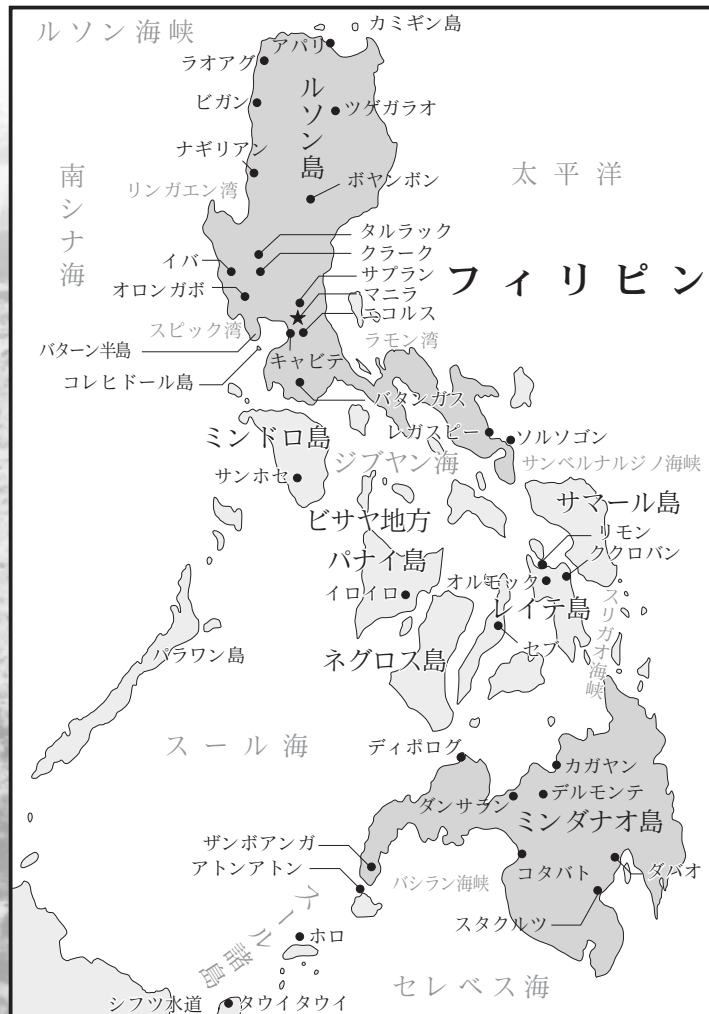 ルソン海峡
カミギン島
アパリ
ラオアグ
ルソン島
ビガン
ツゲガラオ
ナギリアン
南シナ海
リンガエン湾
ボヤンボン
太平洋
タルラック
イバ
クラーク
サブラン
オロンガボ
マニラ
フィリピン
ニコルス
スビック湾
ラモン湾
バターン半島
キャビテ
コレヒドール島
バタンガス
ミンドロ島
レガスピー
ソルソゴン
ジブヤン海
サンベルナルジノ海峡
サンホセ
サマール島
ビサヤ地方
リモン
パナイ島
ククロバン
オルモック
イロイロ
レイテ島
スリガオ海峡
セブ
パラワン島
ネグロス島
スールー海
ディポログ
カガヤン
ダンサラン
デルモンテ
ミンダナオ島
ザンボアンガ
アトンアトン
バシラン海峡
コタバト
ダバオ
スタクルツ
スールー諸島
ホロ
セレベス海
シブツ水道
タウイタウイ